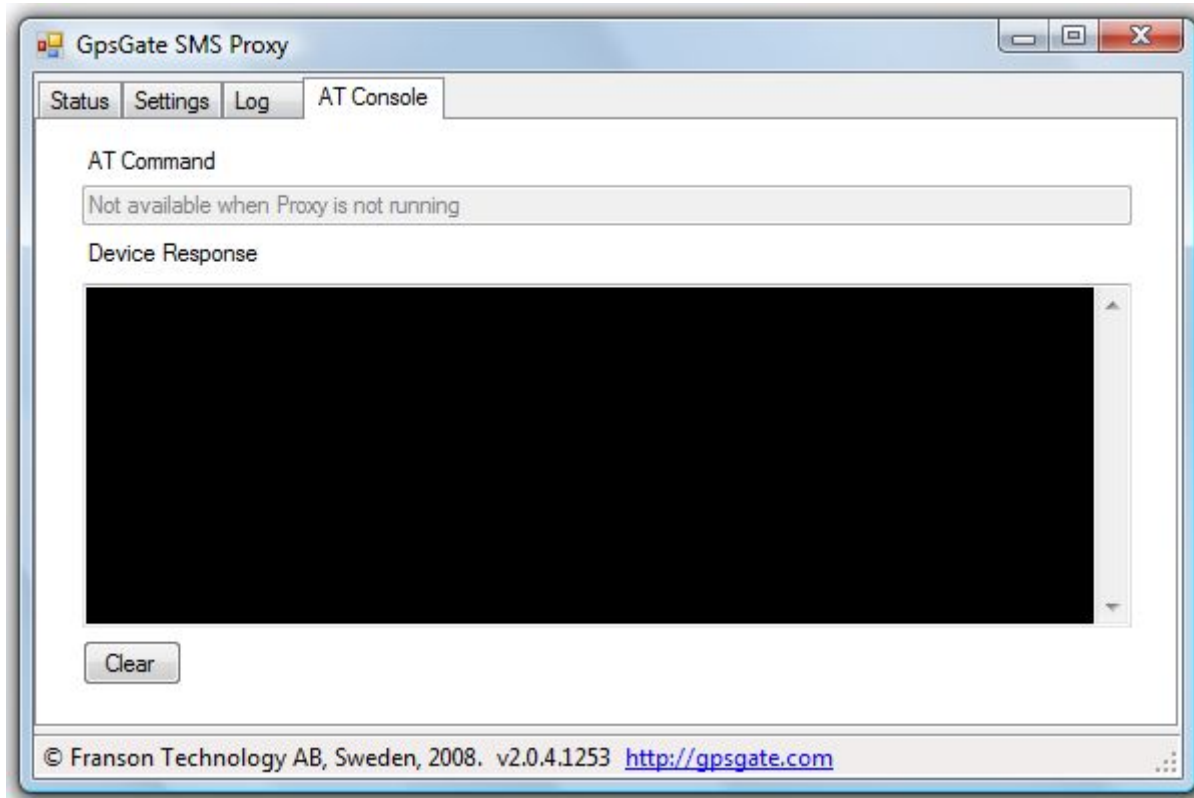 GpsGate SMS Proxy
Status Settings Log AT Console
AT Command
Not available when Proxy is not running
Device Response
Clear
© Franson Technology AB, Sweden, 2008. v2.0.4.1253 http://gpsgate.com